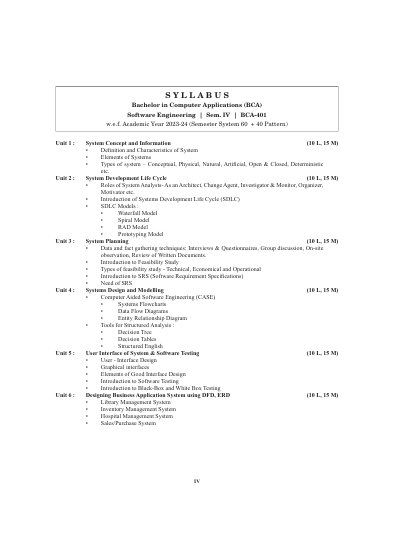 SYLLABUS
Bachelor in Computer Applications (BCA)
Software Engineering | Sem. IV | BCA-401
w.e.f. Academic Year 2023-24 (Semester System 60 + 40 Pattern)
Unit 1 : System Concept and Information (10 L, 15 M)
• Definition and Characteristics of System
• Elements of Systems
• Types of system – Conceptual, Physical, Natural, Artificial, Open & Closed, Deterministic
etc.
Unit 2 : System Development Life Cycle (10 L, 15 M)
• Roles of System Analysts- As an Architect, Change Agent, Investigator & Monitor, Organizer,
Motivator etc.
• Introduction of Systems Development Life Cycle (SDLC)
• SDLC Models :
• Waterfall Model
• Spiral Model
• RAD Model
• Prototyping Model
Unit 3 : System Planning (10 L, 15 M)
• Data and fact gathering techniques: Interviews & Questionnaires, Group discussion, On-site
observation, Review of Written Documents.
• Introduction to Feasibility Study
• Types of feasibility study - Technical, Economical and Operational
• Introduction to SRS (Software Requirement Specifications)
• Need of SRS
Unit 4 : Systems Design and Modelling (10 L, 15 M)
• Computer Aided Software Engineering (CASE)
• Systems Flowcharts
• Data Flow Diagrams
• Entity Relationship Diagram
• Tools for Structured Analysis :
• Decision Tree
• Decision Tables
• Structured English
Unit 5 : User Interface of System & Software Testing (10 L, 15 M)
• User - Interface Design
• Graphical interfaces
• Elements of Good Interface Design
• Introduction to Software Testing
• Introduction to Black-Box and White Box Testing
Unit 6 : Designing Business Application System using DFD, ERD (10 L, 15 M)
• Library Management System
• Inventory Management System
• Hospital Management System
• Sales/Purchase System
IV